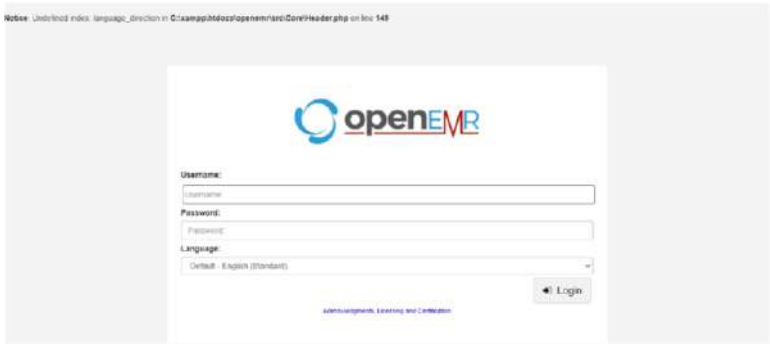 Notice: Undefined index: language_direction in C:\xampp\htdocs\openemr\src\Core\Header.php on line 145
openEMR
Username:
Username
Password:
Password:
Language:
Default - English (Standard)
Login
Acknowledgments, Licensing and Certification